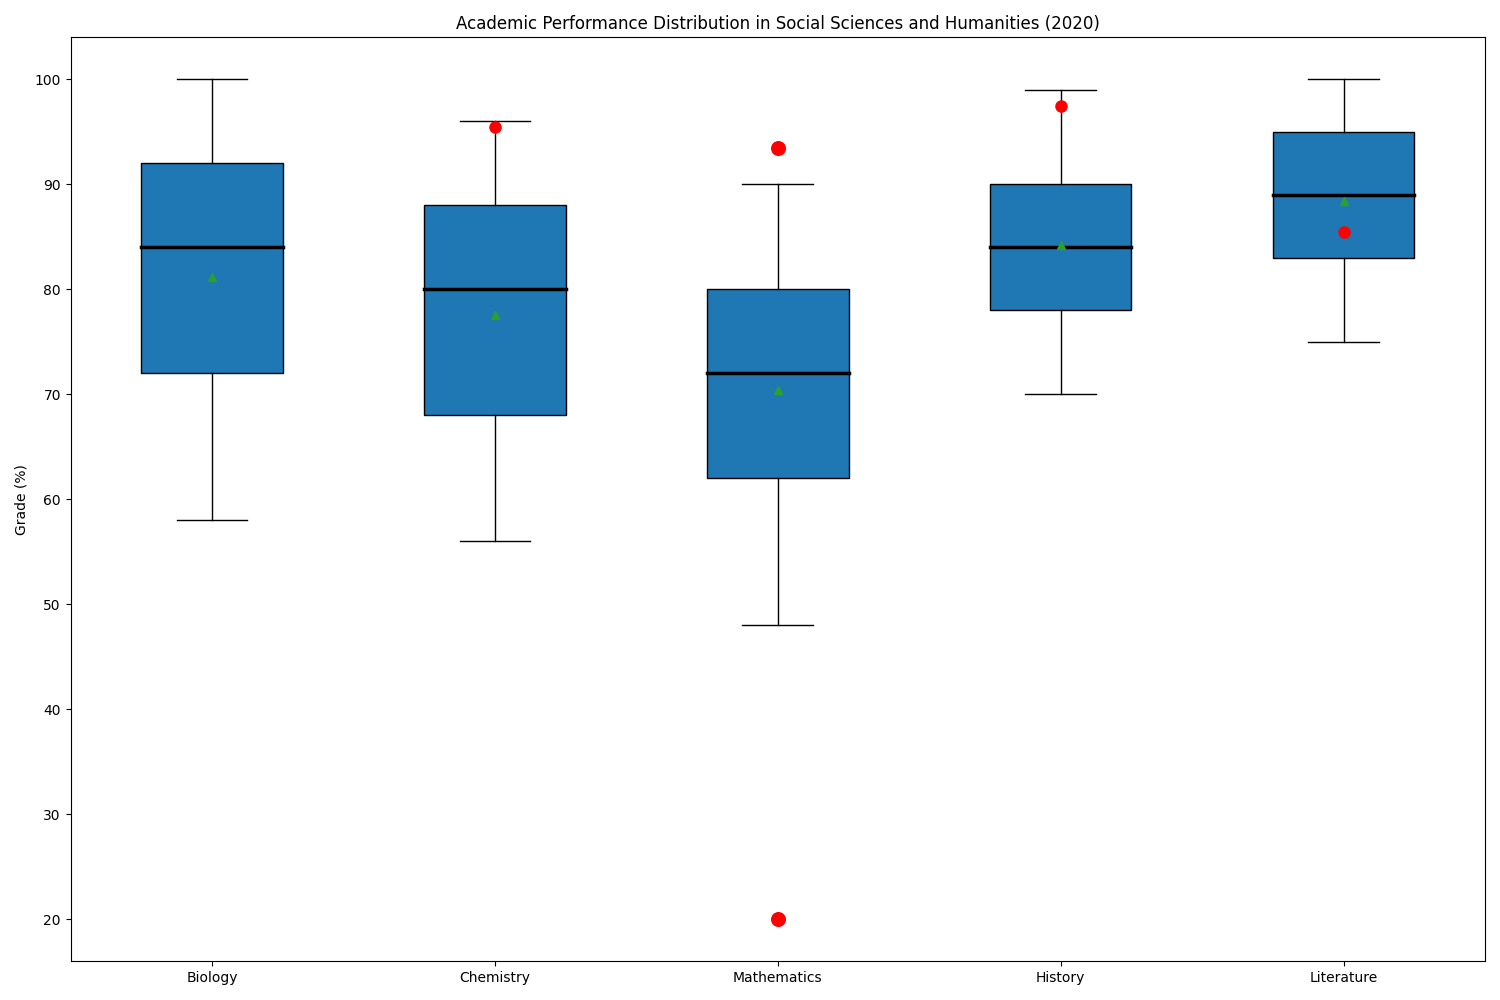 Academic Performance Distribution in Social Sciences and Humanities (2020)
100
90
80
70
60
50
40
30
20
Grade (%)
Biology
Chemistry
Mathematics
History
Literature